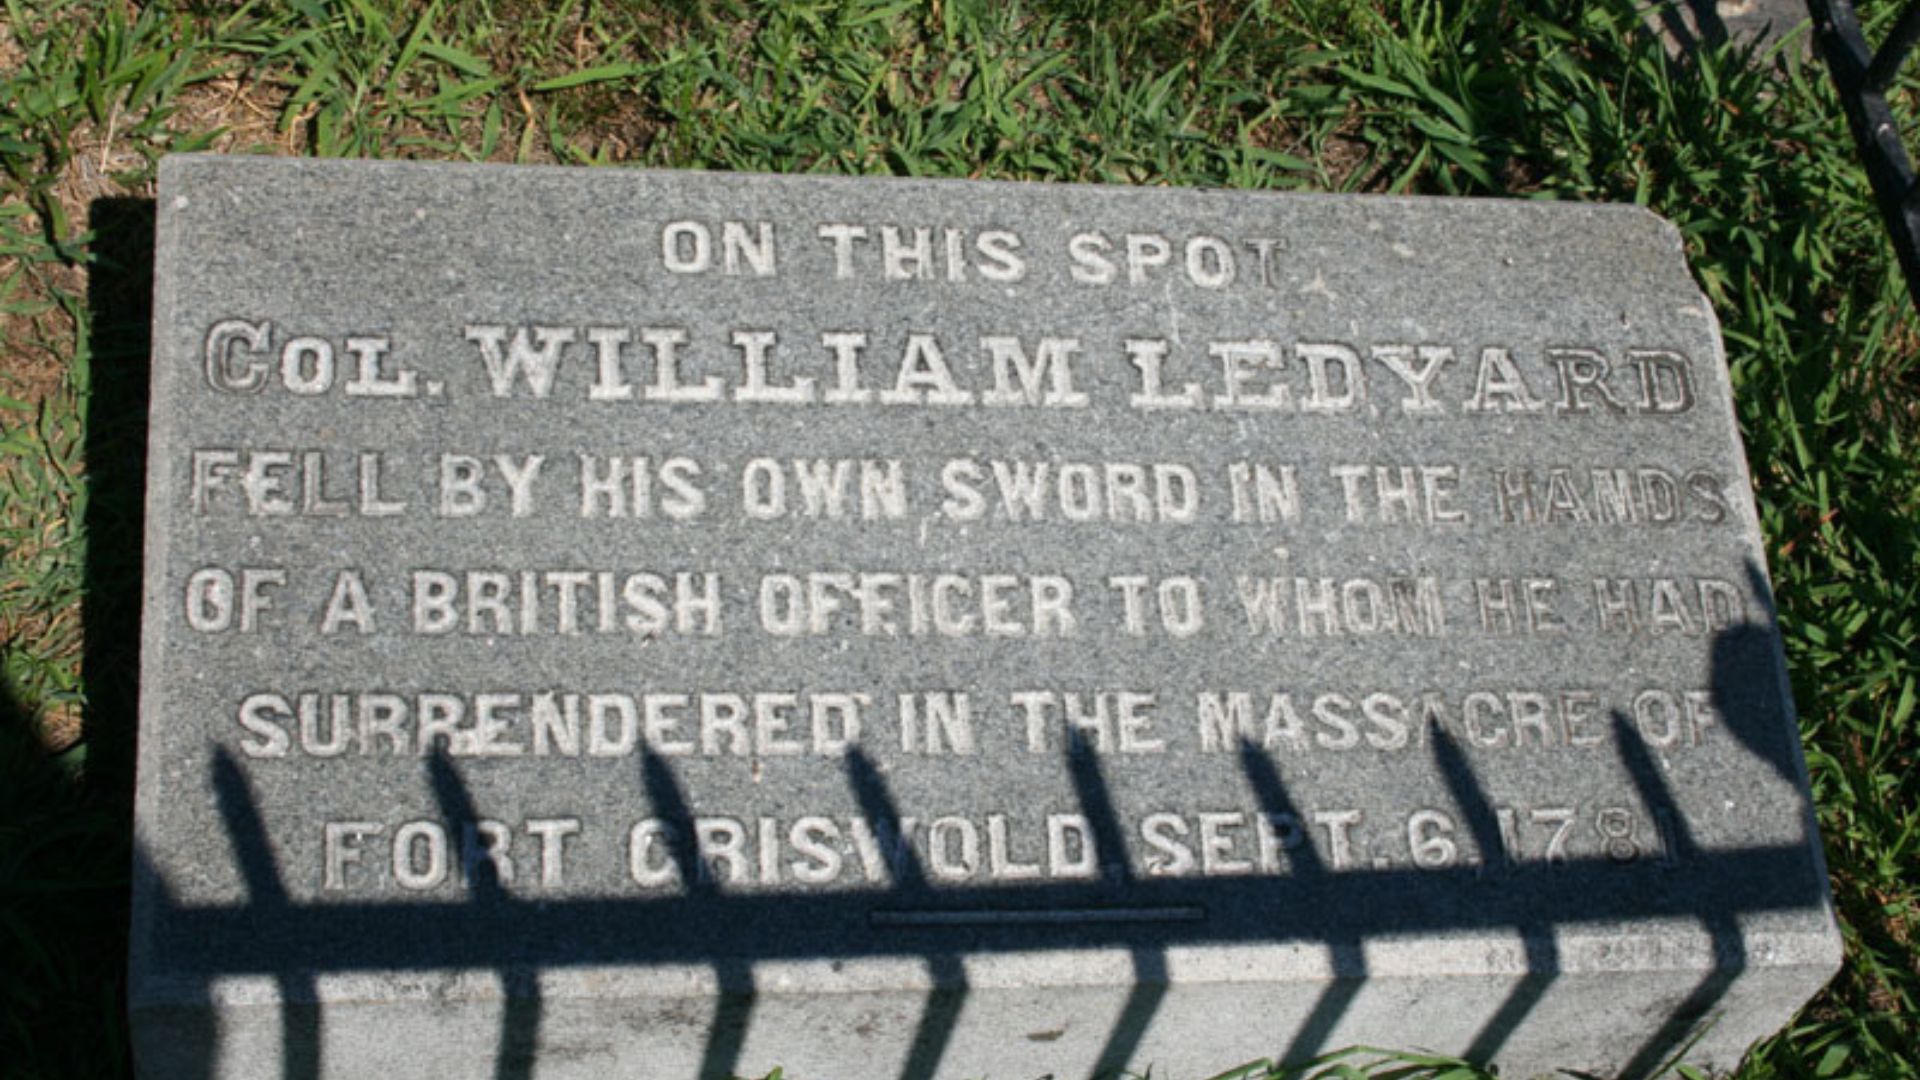 ON THIS SPOT
COL. WILLIAM LEDYARD
FELL BY HIS OWN SWORD IN THE HANDS
OF A BRITISH OFFICER TO WHOM HE HAD
SURRENDERED IN THE MASSACRE OF
FORT GRISWOLD, SEPT. 6, 1781